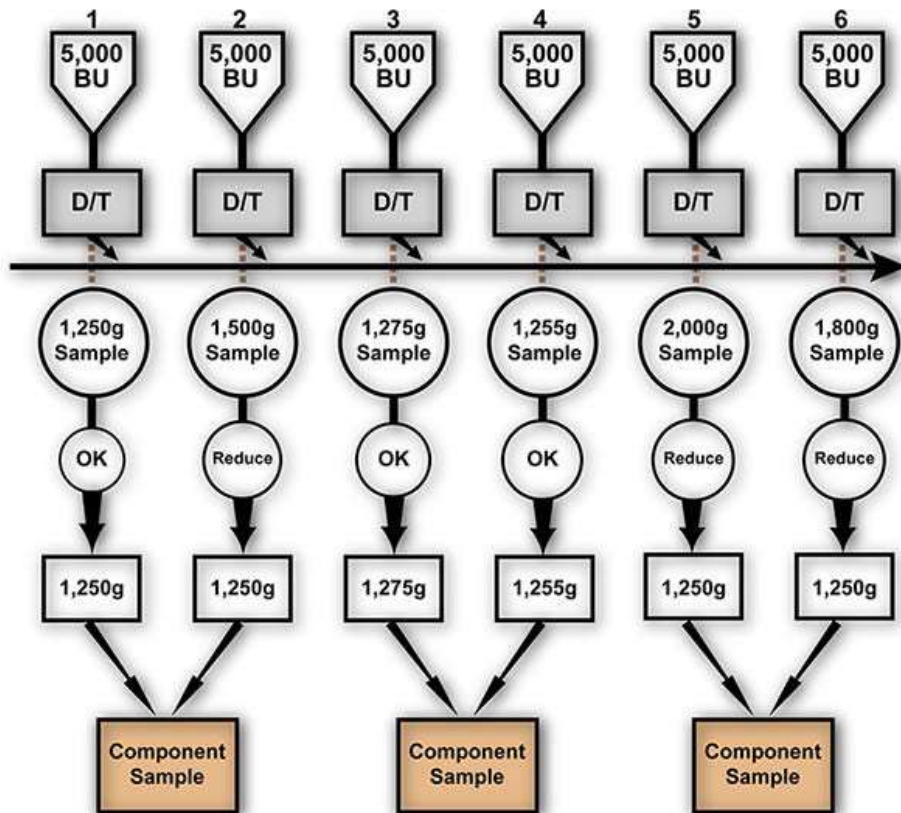 1 2 3 4 5 6
5,000 BU 5,000 BU 5,000 BU 5,000 BU 5,000 BU 5,000 BU
D/T D/T D/T D/T D/T D/T
1,250g Sample 1,500g Sample 1,275g Sample 1,255g Sample 2,000g Sample 1,800g Sample
OK Reduce OK OK Reduce Reduce
1,250g 1,250g 1,275g 1,255g 1,250g 1,250g
Component Sample Component Sample Component Sample